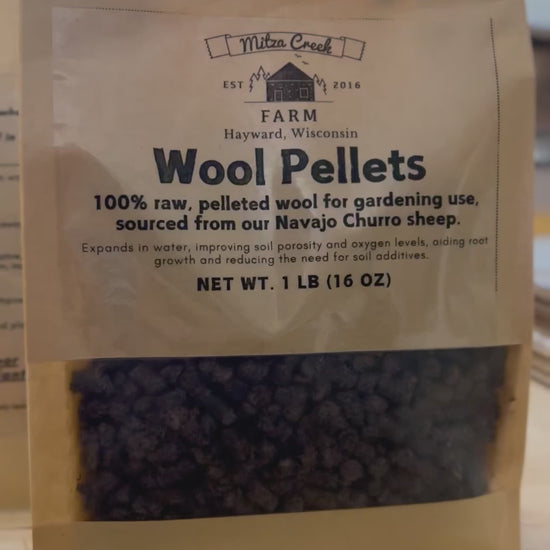 Mitza Creek
EST 2016
FARM
Hayward, Wisconsin
Wool Pellets
100% raw, pelleted wool for gardening use,
sourced from our Navajo Churro sheep.
Expands in water, improving soil porosity and oxygen levels, aiding root
growth and reducing the need for soil additives.
NET WT. 1 LB (16 OZ)